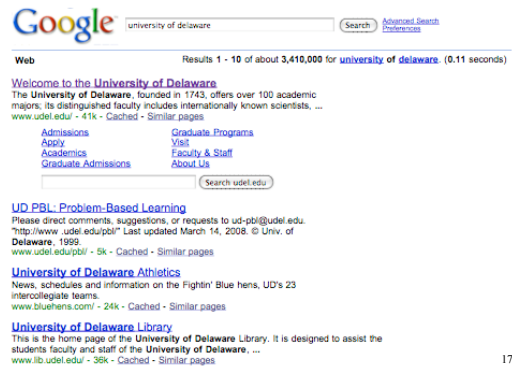 Google university of delaware Search Advanced Search
Preferences
Web Results 1 - 10 of about 3,410,000 for university of delaware. (0.11 seconds)
Welcome to the University of Delaware
The University of Delaware, founded in 1743, offers over 100 academic
majors; its distinguished faculty includes internationally known scientists, ...
www.udel.edu/ - 41k - Cached - Similar pages
Admissions Graduate Programs
Apply Visit
Academics Faculty & Staff
Graduate Admissions About Us
Search udel.edu
UD PBL: Problem-Based Learning
Please direct comments, suggestions, or requests to ud-pbl@udel.edu.
"http://www .udel.edu/pbl/" Last updated March 14, 2008. © Univ. of
Delaware, 1999.
www.udel.edu/pbl/ - 5k - Cached - Similar pages
University of Delaware Athletics
News, schedules and information on the Fightin' Blue hens, UD's 23
intercollegiate teams.
www.bluehens.com/ - 24k - Cached - Similar pages
University of Delaware Library
This is the home page of the University of Delaware Library. It is designed to assist the
students faculty and staff of the University of Delaware, ...
www.lib.udel.edu/ - 36k - Cached - Similar pages
17